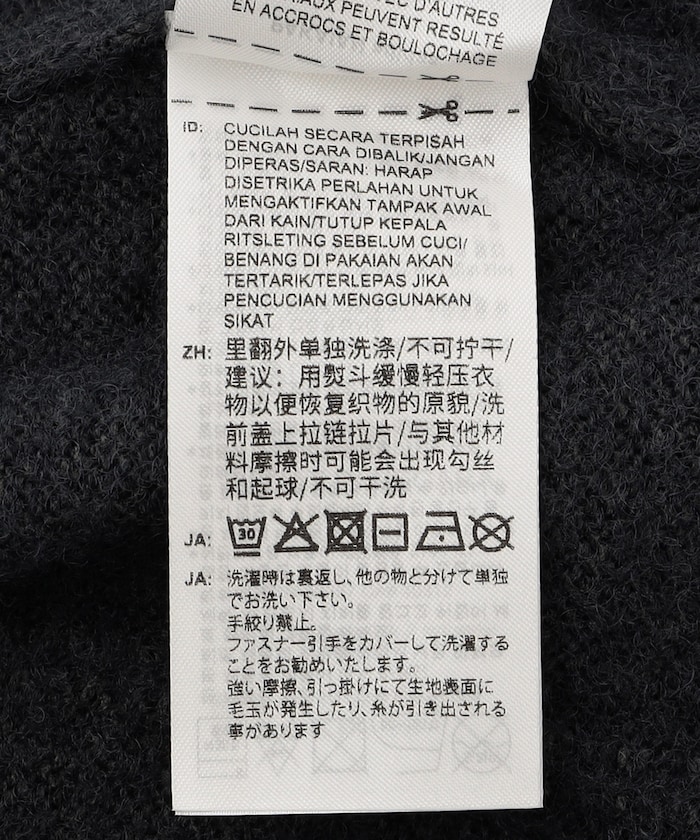 EC D'AUTRES
IAUX PEUVENT RESULTÉ
EN ACCROCS ET BOULOCHAGE
ID: CUCILAH SECARA TERPISAH
DENGAN CARA DIBALIK/JANGAN
DIPERAS/SARAN: HARAP
DISETRIKA PERLAHAN UNTUK
MENGAKTIFKAN TAMPAK AWAL
DARI KAIN/TUTUP KEPALA
RITSLETING SEBELUM CUCI/
BENANG DI PAKAIAN AKAN
TERTARIK/TERLEPAS JIKA
PENCUCIAN MENGGUNAKAN
SIKAT
ZH: 里翻外单独洗涤/不可拧干/
建议：用熨斗缓慢轻压衣
物以便恢复织物的原貌/洗
前盖上拉链拉片/与其他材
料摩擦时可能会出现勾丝
和起球/不可干洗
JA: 30
JA: 洗濯時は裏返し、他の物と分けて単独
でお洗い下さい。
手絞り禁止。
ファスナー引手をカバーして洗濯する
ことをお勧めいたします。
強い摩擦、引っ掛けにて生地表面に
毛玉が発生したり、糸が引き出される
事があります